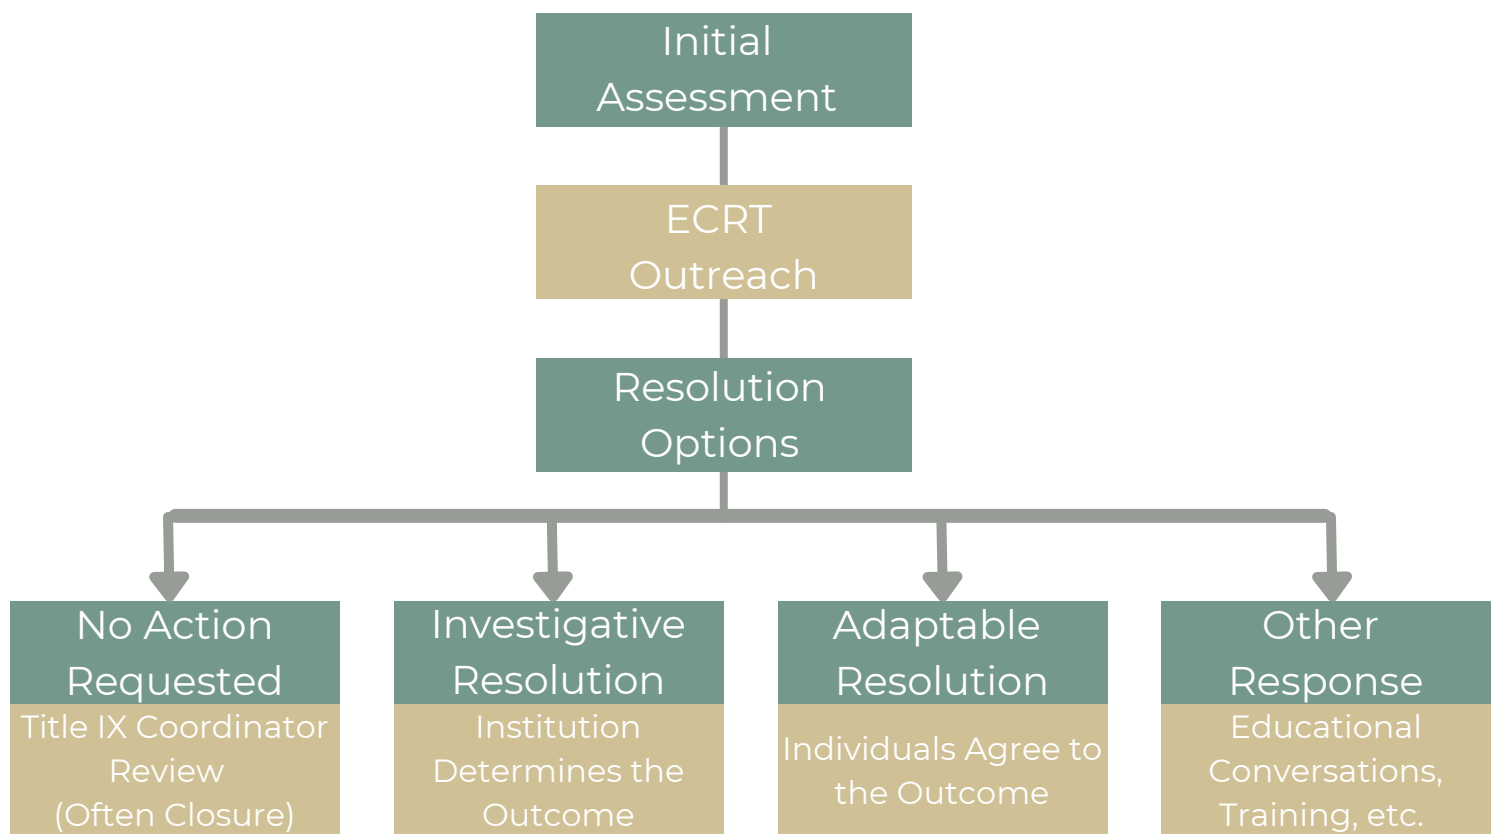 Initial
Assessment
ECRT
Outreach
Resolution
Options
No Action
Requested
Title IX Coordinator
Review
(Often Closure)
Investigative
Resolution
Institution
Determines the
Outcome
Adaptable
Resolution
Individuals Agree to
the Outcome
Other
Response
Educational
Conversations,
Training, etc.